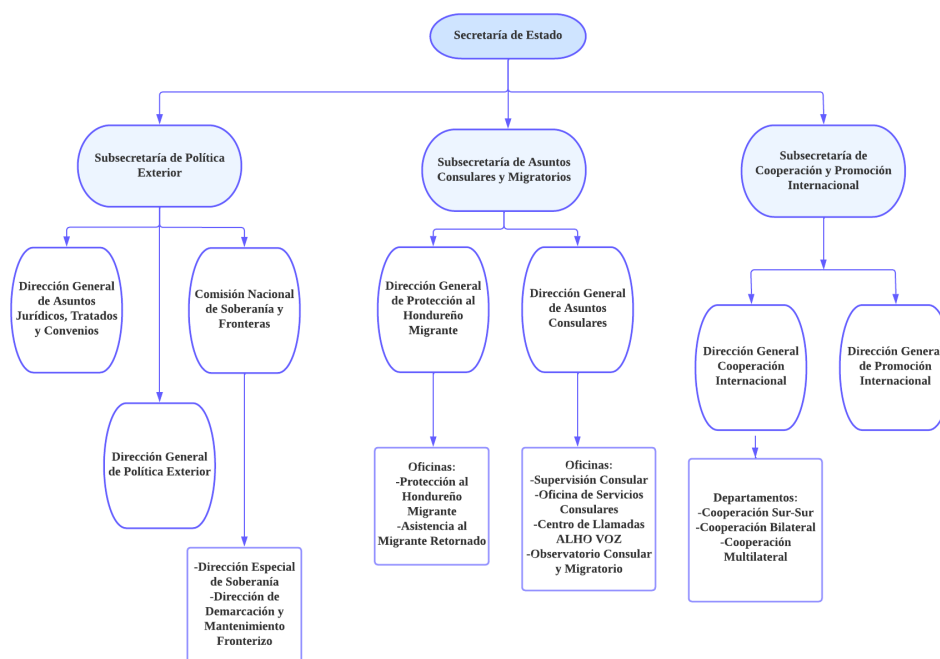 Secretaría de Estado
Subsecretaría de Política
Exterior
Subsecretaría de Asuntos
Consulares y Migratorios
Subsecretaría de
Cooperación y Promoción
Internacional
Dirección General
de Asuntos
Jurídicos, Tratados
y Convenios
Comisión Nacional
de Soberanía y
Fronteras
Dirección General
de Protección al
Hondureño
Migrante
Dirección General
de Asuntos
Consulares
Dirección General
Cooperación
Internacional
Dirección General
de Promoción
Internacional
Dirección General
de Política Exterior
Oficinas:
-Protección al
Hondureño
Migrante
-Asistencia al
Migrante Retornado
Oficinas:
-Supervisión Consular
-Oficina de Servicios
Consulares
-Centro de Llamadas
ALHO VOZ
-Observatorio Consular
y Migratorio
Departamentos:
-Cooperación Sur-Sur
-Cooperación Bilateral
-Cooperación
Multilateral
-Dirección Especial
de Soberanía
-Dirección de
Demarcación y
Mantenimiento
Fronterizo